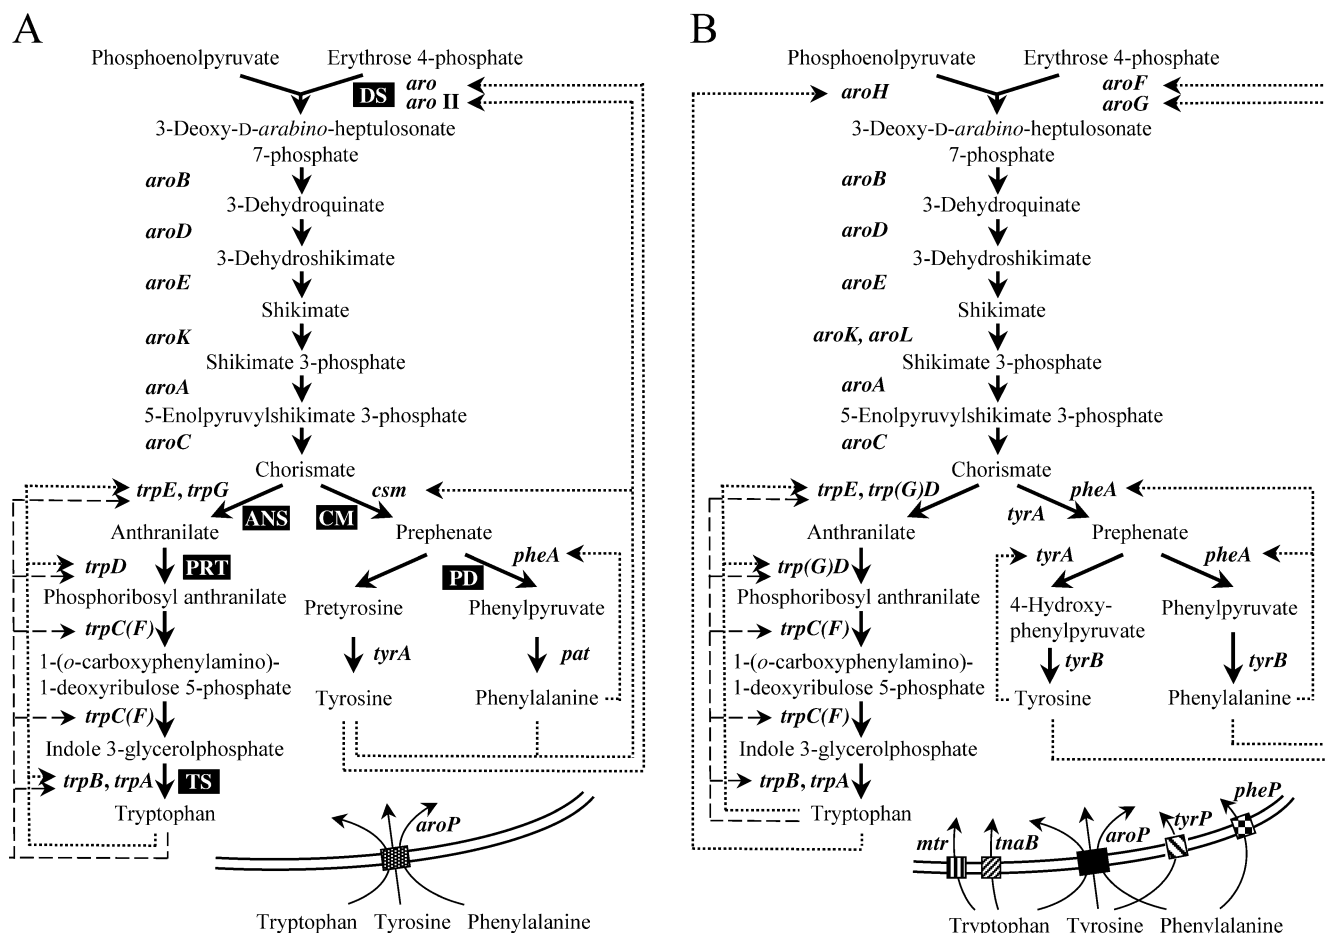 A
Phosphoenolpyruvate
Erythrose 4-phosphate
DS
aro
aro II
3-Deoxy-D-arabino-heptulosonate
7-phosphate
aroB
3-Dehydroquinate
aroD
3-Dehydroshikimate
aroE
Shikimate
aroK
Shikimate 3-phosphate
aroA
5-Enolpyruvylshikimate 3-phosphate
aroC
Chorismate
trpE, trpG
csm
ANS
CM
Anthranilate
Prephenate
trpD
PRT
PD
pheA
Phosphoribosyl anthranilate
Pretyrosine
Phenylpyruvate
trpC(F)
tyrA
pat
1-(o-carboxyphenylamino)-
1-deoxyribulose 5-phosphate
Tyrosine
Phenylalanine
trpC(F)
Indole 3-glycerolphosphate
trpB, trpA
TS
Tryptophan
aroP
Tryptophan
Tyrosine
Phenylalanine
B
Phosphoenolpyruvate
Erythrose 4-phosphate
aroH
aroF
aroG
3-Deoxy-D-arabino-heptulosonate
7-phosphate
aroB
3-Dehydroquinate
aroD
3-Dehydroshikimate
aroE
Shikimate
aroK, aroL
Shikimate 3-phosphate
aroA
5-Enolpyruvylshikimate 3-phosphate
aroC
Chorismate
trpE, trp(G)D
pheA
tyrA
Anthranilate
Prephenate
trp(G)D
tyrA
pheA
Phosphoribosyl anthranilate
4-Hydroxy-
phenylpyruvate
Phenylpyruvate
trpC(F)
tyrB
tyrB
1-(o-carboxyphenylamino)-
1-deoxyribulose 5-phosphate
Tyrosine
Phenylalanine
trpC(F)
Indole 3-glycerolphosphate
trpB, trpA
Tryptophan
mtr
tnaB
aroP
tyrP
pheP
Tryptophan
Tyrosine
Phenylalanine